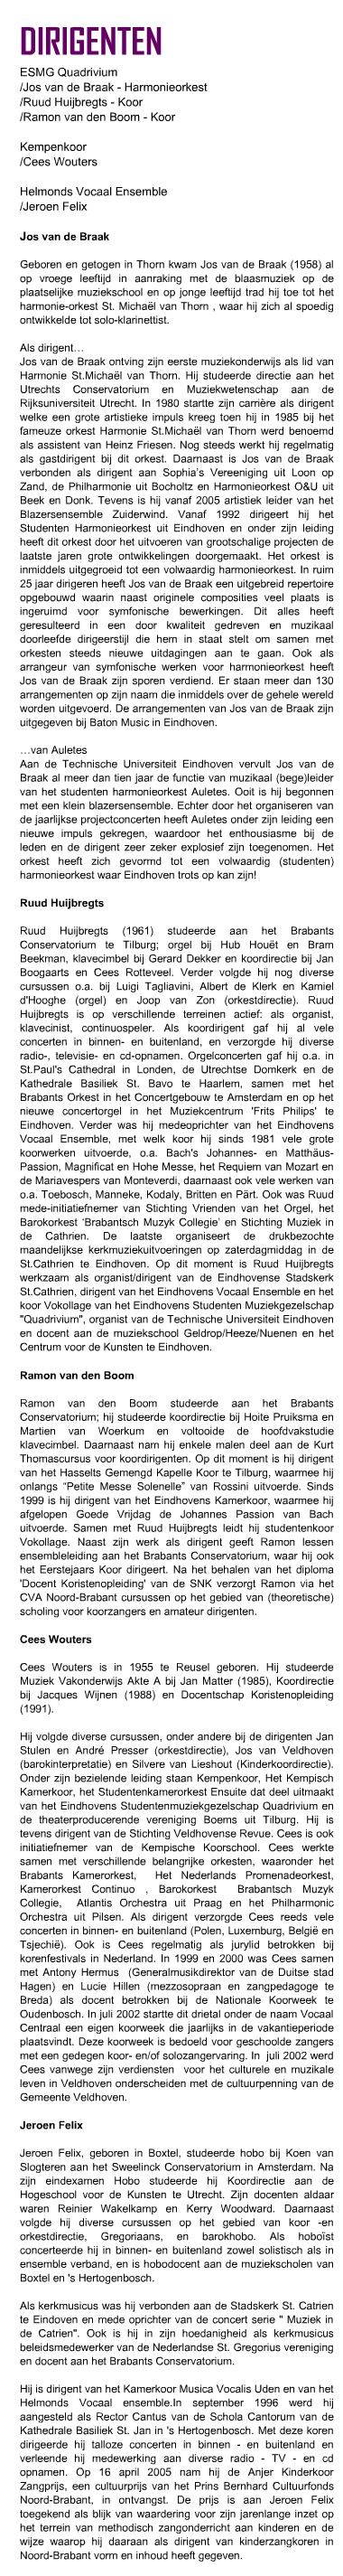 DIRIGENTEN
ESMG Quadrivium
/Jos van de Braak - Harmonieorkest
/Ruud Huijbregts - Koor
/Ramon van den Boom - Koor
Kempenkoor
/Cees Wouters
Helmonds Vocaal Ensemble
/Jeroen Felix
Jos van de Braak
Geboren en getogen in Thorn kwam Jos van de Braak (1958) al
op vroege leeftijd in aanraking met de blaasmuziek op de
plaatselijke muziekschool en op jonge leeftijd trad hij toe tot het
harmonie-orkest St. Michaël van Thorn , waar hij zich al spoedig
ontwikkelde tot solo-klarinettist.
Als dirigent…
Jos van de Braak ontving zijn eerste muziekonderwijs als lid van
Harmonie St.Michaël van Thorn. Hij studeerde directie aan het
Utrechts Conservatorium en Muziekwetenschap aan de
Rijksuniversiteit Utrecht. In 1980 startte zijn carrière als dirigent
welke een grote artistieke impuls kreeg toen hij in 1985 bij het
fameuze orkest Harmonie St.Michaël van Thorn werd benoemd
als assistent van Heinz Friesen. Nog steeds werkt hij regelmatig
als gastdirigent bij dit orkest. Daarnaast is Jos van de Braak
verbonden als dirigent aan Sophia’s Vereeniging uit Loon op
Zand, de Philharmonie uit Bocholtz en Harmonieorkest O&U uit
Beek en Donk. Tevens is hij vanaf 2005 artistiek leider van het
Blazersensemble Zuiderwind. Vanaf 1992 dirigeert hij het
Studenten Harmonieorkest uit Eindhoven en onder zijn leiding
heeft dit orkest door het uitvoeren van grootschalige projecten de
laatste jaren grote ontwikkelingen doorgemaakt. Het orkest is
inmiddels uitgegroeid tot een volwaardig harmonieorkest. In ruim
25 jaar dirigeren heeft Jos van de Braak een uitgebreid repertoire
opgebouwd waarin naast originele composities veel plaats is
ingeruimd voor symfonische bewerkingen. Dit alles heeft
geresulteerd in een door kwaliteit gedreven en muzikaal
doorleefde dirigeerstijl die hem in staat stelt om samen met
orkesten steeds nieuwe uitdagingen aan te gaan. Ook als
arrangeur van symfonische werken voor harmonieorkest heeft
Jos van de Braak zijn sporen verdiend. Er staan meer dan 130
arrangementen op zijn naam die inmiddels over de gehele wereld
worden uitgevoerd. De arrangementen van Jos van de Braak zijn
uitgegeven bij Baton Music in Eindhoven.
…van Auletes
Aan de Technische Universiteit Eindhoven vervult Jos van de
Braak al meer dan tien jaar de functie van muzikaal (bege)leider
van het studenten harmonieorkest Auletes. Ooit is hij begonnen
met een klein blazersensemble. Echter door het organiseren van
de jaarlijkse projectconcerten heeft Auletes onder zijn leiding een
nieuwe impuls gekregen, waardoor het enthousiasme bij de
leden en de dirigent zeer zeker explosief zijn toegenomen. Het
orkest heeft zich gevormd tot een volwaardig (studenten)
harmonieorkest waar Eindhoven trots op kan zijn!
Ruud Huijbregts
Ruud Huijbregts (1961) studeerde aan het Brabants
Conservatorium te Tilburg; orgel bij Hub Houët en Bram
Beekman, klavecimbel bij Gerard Dekker en koordirectie bij Jan
Boogaarts en Cees Rotteveel. Verder volgde hij nog diverse
cursussen o.a. bij Luigi Tagliavini, Albert de Klerk en Kamiel
d'Hooghe (orgel) en Joop van Zon (orkestdirectie). Ruud
Huijbregts is op verschillende terreinen actief: als organist,
klavecinist, continuospeler. Als koordirigent gaf hij al vele
concerten in binnen- en buitenland, en verzorgde hij diverse
radio-, televisie- en cd-opnamen. Orgelconcerten gaf hij o.a. in
St.Paul's Cathedral in Londen, de Utrechtse Domkerk en de
Kathedrale Basiliek St. Bavo te Haarlem, samen met het
Brabants Orkest in het Concertgebouw te Amsterdam en op het
nieuwe concertorgel in het Muziekcentrum 'Frits Philips' te
Eindhoven. Verder was hij medeoprichter van het Eindhovens
Vocaal Ensemble, met welk koor hij sinds 1981 vele grote
koorwerken uitvoerde, o.a. Bach's Johannes- en Matthäus-
Passion, Magnificat en Hohe Messe, het Requiem van Mozart en
de Mariavespers van Monteverdi, daarnaast ook vele werken van
o.a. Toebosch, Manneke, Kodaly, Britten en Pärt. Ook was Ruud
mede-initiatiefnemer van Stichting Vrienden van het Orgel, het
Barokorkest ‘Brabantsch Muzyk Collegie’ en Stichting Muziek in
de Cathrien. De laatste organiseert de drukbezochte
maandelijkse kerkmuziekuitvoeringen op zaterdagmiddag in de
St.Cathrien te Eindhoven. Op dit moment is Ruud Huijbregts
werkzaam als organist/dirigent van de Eindhovense Stadskerk
St.Cathrien, dirigent van het Eindhovens Vocaal Ensemble en het
koor Vokollage van het Eindhovens Studenten Muziekgezelschap
"Quadrivium", organist van de Technische Universiteit Eindhoven
en docent aan de muziekschool Geldrop/Heeze/Nuenen en het
Centrum voor de Kunsten te Eindhoven.
Ramon van den Boom
Ramon van den Boom studeerde aan het Brabants
Conservatorium; hij studeerde koordirectie bij Hoite Pruiksma en
Martien van Woerkum en voltooide de hoofdvakstudie
klavecimbel. Daarnaast nam hij enkele malen deel aan de Kurt
Thomascursus voor koordirigenten. Op dit moment is hij dirigent
van het Hasselts Gemengd Kapelle Koor te Tilburg, waarmee hij
onlangs “Petite Messe Solenelle” van Rossini uitvoerde. Sinds
1999 is hij dirigent van het Eindhovens Kamerkoor, waarmee hij
afgelopen Goede Vrijdag de Johannes Passion van Bach
uitvoerde. Samen met Ruud Huijbregts leidt hij studentenkoor
Vokollage. Naast zijn werk als dirigent geeft Ramon lessen
ensembleleiding aan het Brabants Conservatorium, waar hij ook
het Eerstejaars Koor dirigeert. Na het behalen van het diploma
'Docent Koristenopleiding' van de SNK verzorgt Ramon via het
CVA Noord-Brabant cursussen op het gebied van (theoretische)
scholing voor koorzangers en amateur dirigenten.
Cees Wouters
Cees Wouters is in 1955 te Reusel geboren. Hij studeerde
Muziek Vakonderwijs Akte A bij Jan Matter (1985), Koordirectie
bij Jacques Wijnen (1988) en Docentschap Koristenopleiding
(1991).
Hij volgde diverse cursussen, onder andere bij de dirigenten Jan
Stulen en André Presser (orkestdirectie), Jos van Veldhoven
(barokinterpretatie) en Silvere van Lieshout (Kinderkoordirectie).
Onder zijn bezielende leiding staan Kempenkoor, Het Kempisch
Kamerkoor, het Studentenkamerorkest Ensuite dat deel uitmaakt
van het Eindhovens Studentenmuziekgezelschap Quadrivium en
de theaterproducerende vereniging Boems uit Tilburg. Hij is
tevens dirigent van de Stichting Veldhovense Revue. Cees is ook
initiatiefnemer van de Kempische Koorschool. Cees werkte
samen met verschillende belangrijke orkesten, waaronder het
Brabants Kamerorkest, Het Nederlands Promenadeorkest,
Kamerorkest Continuo , Barokorkest Brabantsch Muzyk
Collegie, Atlantis Orchestra uit Praag en het Philharmonic
Orchestra uit Pilsen. Als dirigent verzorgde Cees reeds vele
concerten in binnen- en buitenland (Polen, Luxemburg, België en
Tsjechië). Ook is Cees regelmatig als jurylid betrokken bij
korenfestivals in Nederland. In 1999 en 2000 was Cees samen
met Antony Hermus (Generalmusikdirektor van de Duitse stad
Hagen) en Lucie Hillen (mezzosopraan en zangpedagoge te
Breda) als docent betrokken bij de Nationale Koorweek te
Oudenbosch. In juli 2002 startte dit drietal onder de naam Vocaal
Centraal een eigen koorweek die jaarlijks in de vakantieperiode
plaatsvindt. Deze koorweek is bedoeld voor geschoolde zangers
met een gedegen koor- en/of solozangervaring. In juli 2002 werd
Cees vanwege zijn verdiensten voor het culturele en muzikale
leven in Veldhoven onderscheiden met de cultuurpenning van de
Gemeente Veldhoven.
Jeroen Felix
Jeroen Felix, geboren in Boxtel, studeerde hobo bij Koen van
Slogteren aan het Sweelinck Conservatorium in Amsterdam. Na
zijn eindexamen Hobo studeerde hij Koordirectie aan de
Hogeschool voor de Kunsten te Utrecht. Zijn docenten aldaar
waren Reinier Wakelkamp en Kerry Woodward. Daarnaast
volgde hij diverse cursussen op het gebied van koor -en
orkestdirectie, Gregoriaans, en barokhobo. Als hoboïst
concerteerde hij in binnen- en buitenland zowel solistisch als in
ensemble verband, en is hobodocent aan de muziekscholen van
Boxtel en 's Hertogenbosch.
Als kerkmusicus was hij verbonden aan de Stadskerk St. Catrien
te Eindoven en mede oprichter van de concert serie " Muziek in
de Catrien". Ook is hij in zijn hoedanigheid als kerkmusicus
beleidsmedewerker van de Nederlandse St. Gregorius vereniging
en docent aan het Brabants Conservatorium.
Hij is dirigent van het Kamerkoor Musica Vocalis Uden en van het
Helmonds Vocaal ensemble.In september 1996 werd hij
aangesteld als Rector Cantus van de Schola Cantorum van de
Kathedrale Basiliek St. Jan in 's Hertogenbosch. Met deze koren
dirigeerde hij talloze concerten in binnen - en buitenland en
verleende hij medewerking aan diverse radio - TV - en cd
opnamen. Op 16 april 2005 nam hij de Anjer Kinderkoor
Zangprijs, een cultuurprijs van het Prins Bernhard Cultuurfonds
Noord-Brabant, in ontvangst. De prijs is aan Jeroen Felix
toegekend als blijk van waardering voor zijn jarenlange inzet op
het terrein van methodisch zangonderricht aan kinderen en de
wijze waarop hij daaraan als dirigent van kinderzangkoren in
Noord-Brabant vorm en inhoud heeft gegeven.